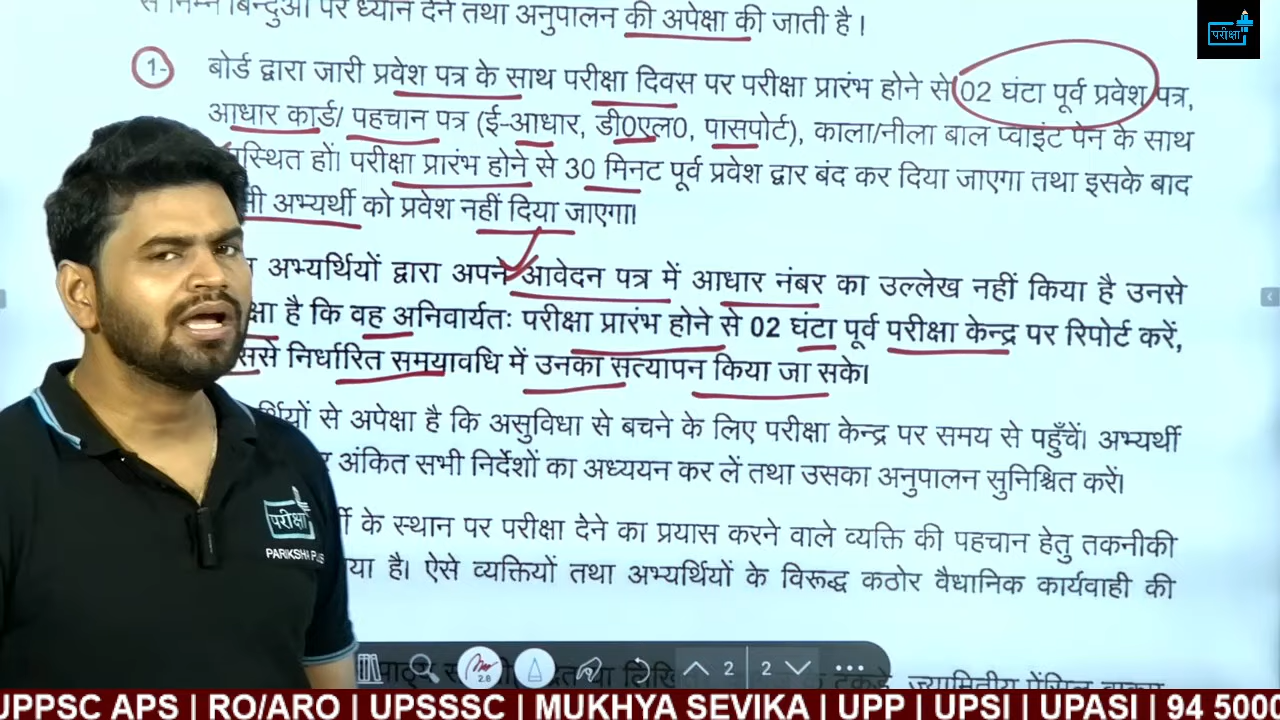 से निम्न बिन्दुओं पर ध्यान देने तथा अनुपालन की अपेक्षा की जाती है ।
परीक्षा
1- बोर्ड द्वारा जारी प्रवेश पत्र के साथ परीक्षा दिवस पर परीक्षा प्रारंभ होने से 02 घंटा पूर्व प्रवेश पत्र,
आधार कार्ड/ पहचान पत्र (ई-आधार, डी0एल0, पासपोर्ट), काला/नीला बाल प्वाइंट पेन के साथ
स्थित हों। परीक्षा प्रारंभ होने से 30 मिनट पूर्व प्रवेश द्वार बंद कर दिया जाएगा तथा इसके बाद
सी अभ्यर्थी को प्रवेश नहीं दिया जाएगा।
अभ्यर्थियों द्वारा अपने आवेदन पत्र में आधार नंबर का उल्लेख नहीं किया है उनसे
क्षा है कि वह अनिवार्यतः परीक्षा प्रारंभ होने से 02 घंटा पूर्व परीक्षा केन्द्र पर रिपोर्ट करें,
ससे निर्धारित समयावधि में उनका सत्यापन किया जा सके।
र्थियों से अपेक्षा है कि असुविधा से बचने के लिए परीक्षा केन्द्र पर समय से पहुँचें। अभ्यर्थी
अंकित सभी निर्देशों का अध्ययन कर लें तथा उसका अनुपालन सुनिश्चित करें।
र्थी के स्थान पर परीक्षा देने का प्रयास करने वाले व्यक्ति की पहचान हेतु तकनीकी
या है। ऐसे व्यक्तियों तथा अभ्यर्थियों के विरूद्ध कठोर वैधानिक कार्यवाही की
परीक्षा
PARIKSHA PLUS
2.8
2 2
पाठ्य
ज्यामितीय पेंसिल बाक्स
UPPSC APS | RO/ARO | UPSSSC | MUKHYA SEVIKA | UPP | UPSI | UPASI | 94 5000